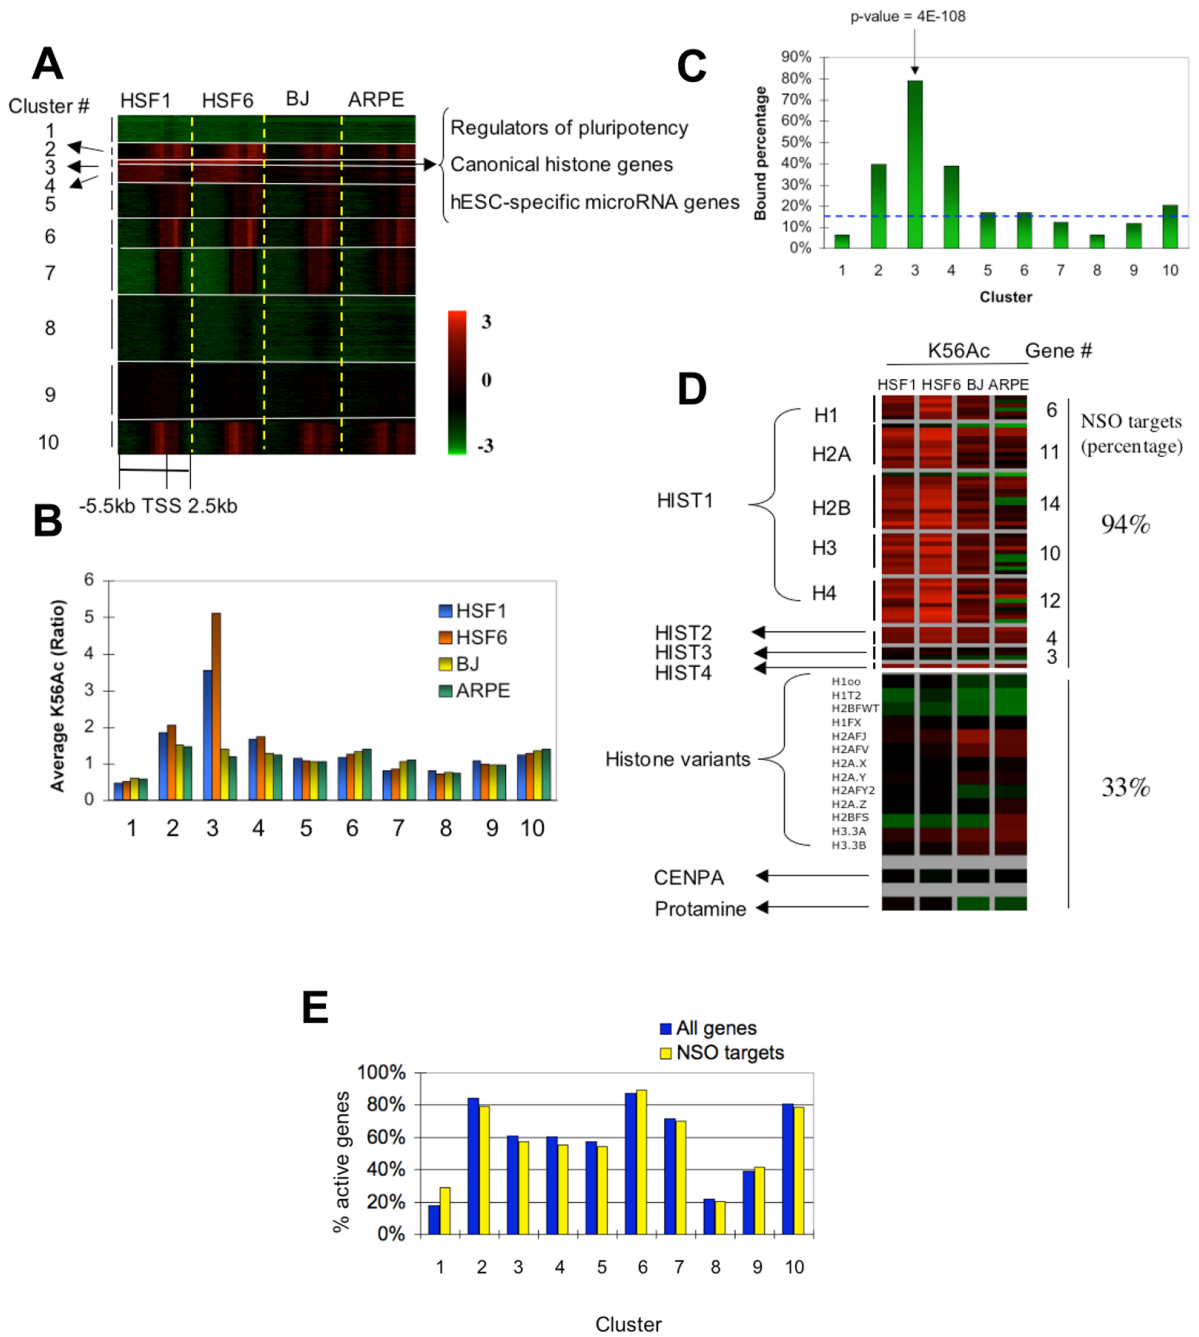 A
Cluster #
HSF1 HSF6 BJ ARPE
1
2
3
4
5
6
7
8
9
10
Regulators of pluripotency
Canonical histone genes
hESC-specific microRNA genes
3
0
-3
-5.5kb TSS 2.5kb
B
Average K56Ac (Ratio)
6
5
4
3
2
1
0
HSF1
HSF6
BJ
ARPE
1 2 3 4 5 6 7 8 9 10
C
p-value = 4E-108
Bound percentage
90%
80%
70%
60%
50%
40%
30%
20%
10%
0%
1 2 3 4 5 6 7 8 9 10
Cluster
D
K56Ac Gene #
HSF1 HSF6 BJ ARPE
NSO targets
(percentage)
HIST1
H1 6
H2A 11
H2B 14
H3 10
H4 12
HIST2 4
HIST3 3
HIST4
94%
Histone variants
H1oo
H1T2
H2BFWT
H1FX
H2AFJ
H2AFV
H2A.X
H2A.Y
H2AFY2
H2A.Z
H2BFS
H3.3A
H3.3B
33%
CENPA
Protamine
E
All genes
NSO targets
% active genes
100%
80%
60%
40%
20%
0%
1 2 3 4 5 6 7 8 9 10
Cluster